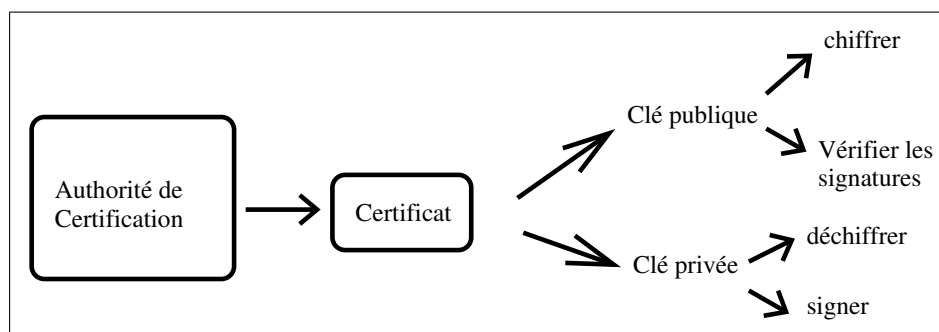 Authorité de
Certification
Certificat
Clé publique
chiffrer
Vérifier les
signatures
Clé privée
déchiffrer
signer